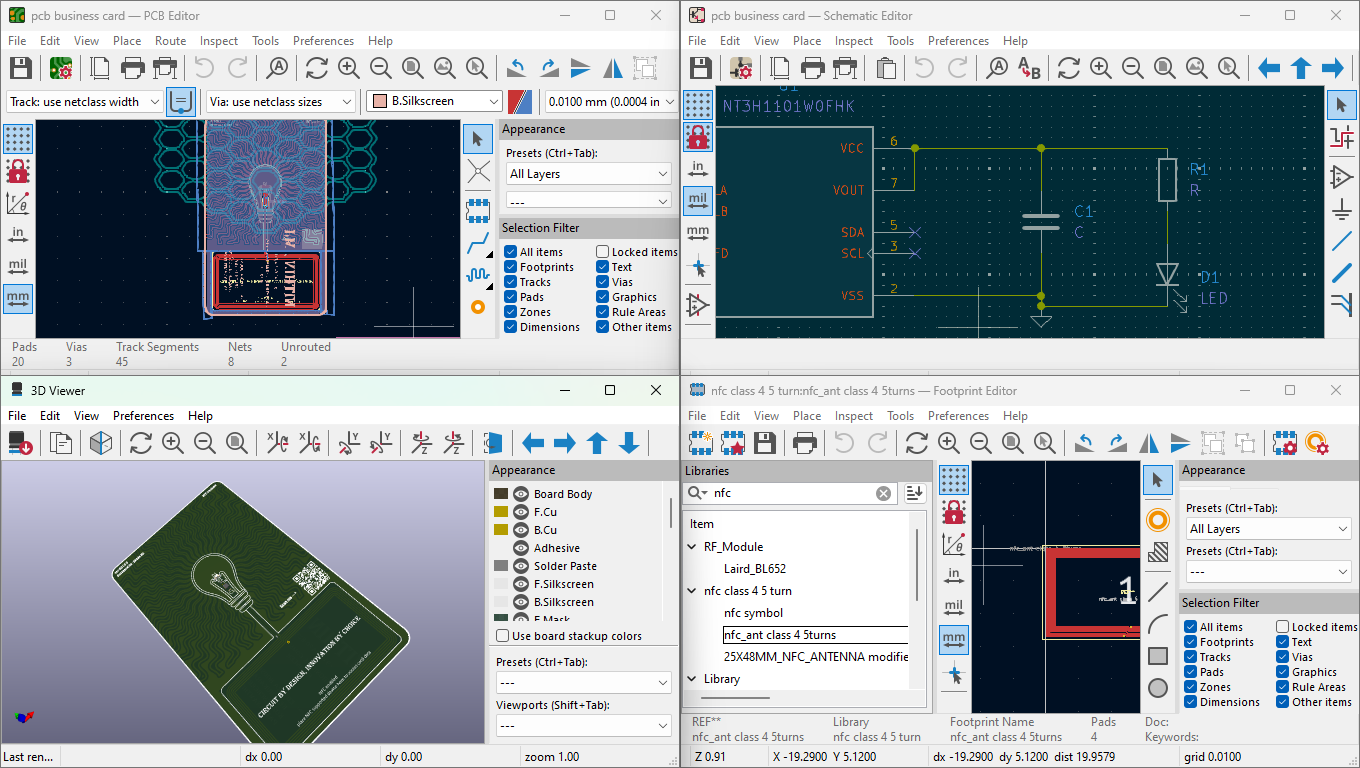 pcb business card — PCB Editor
File Edit View Place Route Inspect Tools Preferences Help
Track: use netclass width
Via: use netclass sizes
B.Silkscreen
0.0100 mm (0.0004 in
in
mil
mm
Appearance
Presets (Ctrl+Tab):
All Layers
---
Selection Filter
All items Locked items
Footprints Text
Tracks Vias
Pads Graphics
Zones Rule Areas
Dimensions Other items
Pads Vias Track Segments Nets Unrouted
20 3 45 8 2
pcb business card — Schematic Editor
File Edit View Place Inspect Tools Preferences Help
in
mil
mm
NT3H1101W0FHK
VCC 6
VOUT 7
SDA 5
SCL 3
VSS 2
LA
LB
FD
C1
C
R1
R
D1
LED
3D Viewer
File Edit View Preferences Help
CIRCUIT BY DESIGN, INNOVATION BY CHOICE
Appearance
Board Body
F.Cu
B.Cu
Adhesive
Solder Paste
F.Silkscreen
B.Silkscreen
F.Mask
Use board stackup colors
Presets (Ctrl+Tab):
---
Viewports (Shift+Tab):
---
Last ren... dx 0.00 dy 0.00 zoom 1.00
nfc class 4 5 turn:nfc_ant class 4 5turns — Footprint Editor
File Edit View Place Inspect Tools Preferences Help
Libraries
nfc
Item
RF_Module
Laird_BL652
nfc class 4 5 turn
nfc symbol
nfc_ant class 4 5turns
25X48MM_NFC_ANTENNA modifie
Library
in
mil
mm
1
Appearance
Presets (Ctrl+Tab):
All Layers
Presets (Ctrl+Tab):
---
Selection Filter
All items Locked items
Footprints Text
Tracks Vias
Pads Graphics
Zones Rule Areas
Dimensions Other items
REF** Library Footprint Name Pads Doc:
nfc_ant class 4 5turns nfc class 4 5 turn nfc_ant class 4 5turns 4 Keywords:
Z 0.91 X -19.2900 Y 5.1200 dx -19.2900 dy 5.1200 dist 19.9579 grid 0.0100